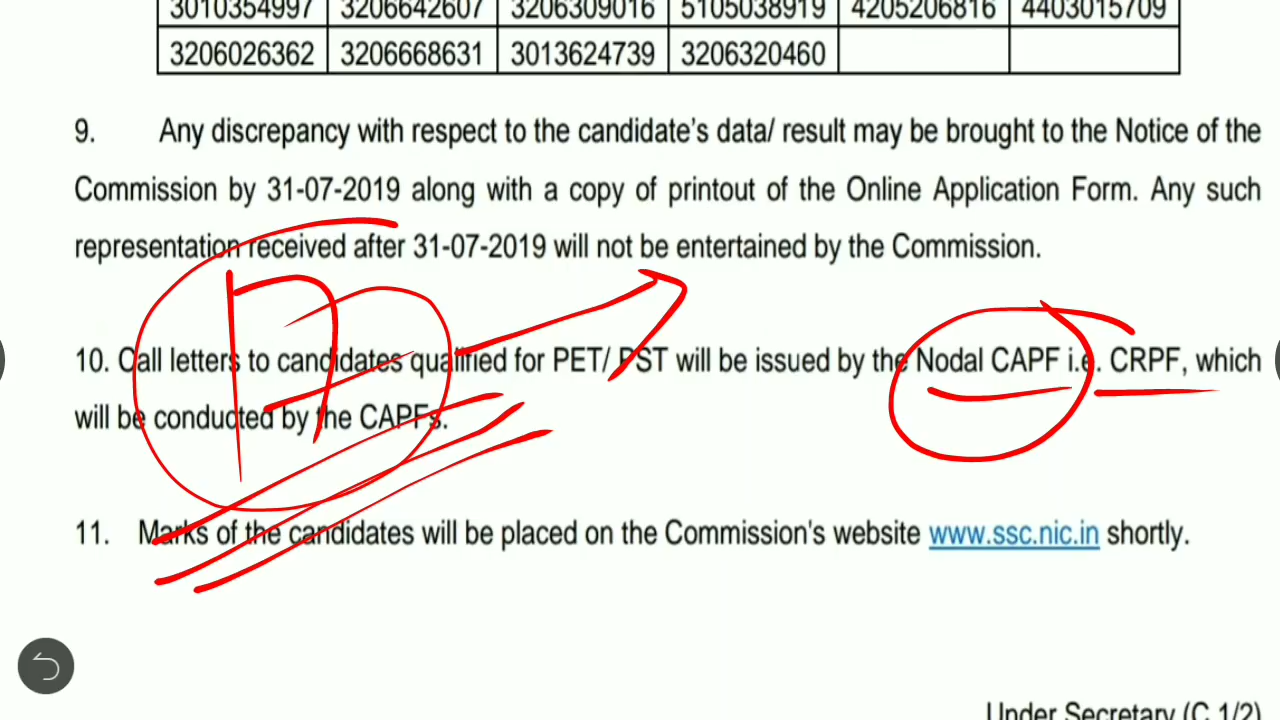 3010354997 3206642607 3206309016 5105038919 4205206816 4403015709
3206026362 3206668631 3013624739 3206320460
9. Any discrepancy with respect to the candidate's data/ result may be brought to the Notice of the
Commission by 31-07-2019 along with a copy of printout of the Online Application Form. Any such
representation received after 31-07-2019 will not be entertained by the Commission.
10. Call letters to candidates qualified for PET/ PST will be issued by the Nodal CAPF i.e. CRPF, which
will be conducted by the CAPFs.
11. Marks of the candidates will be placed on the Commission's website www.ssc.nic.in shortly.
Under Secretary (C 1/2)